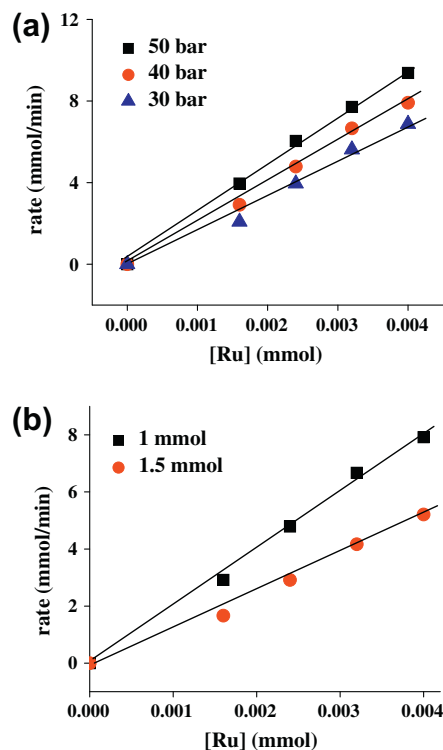 (a)
50 bar
40 bar
30 bar
12
8
4
0
rate (mmol/min)
0.000 0.001 0.002 0.003 0.004
[Ru] (mmol)
(b)
1 mmol
1.5 mmol
8
6
4
2
0
rate (mmol/min)
0.000 0.001 0.002 0.003 0.004
[Ru] (mmol)